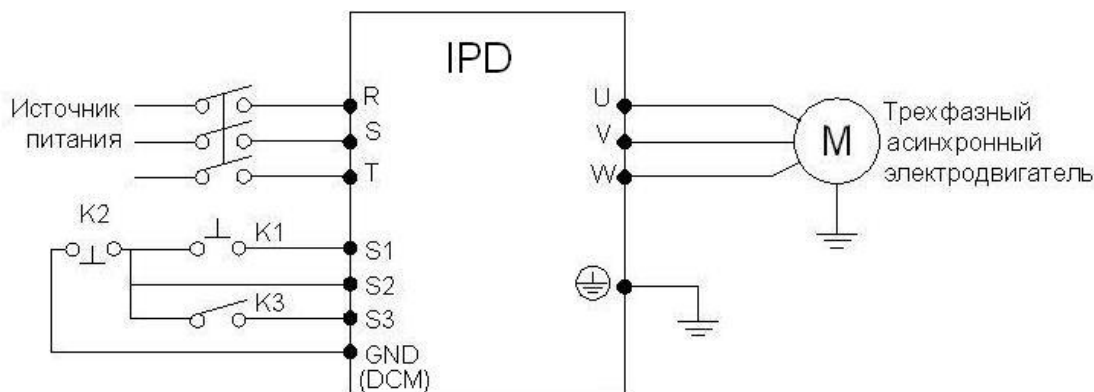 IPD
Источник
питания
R
S
T
U
V
W
M
Трехфазный
асинхронный
электродвигатель
K2
K1
K3
S1
S2
S3
GND
(DCM)